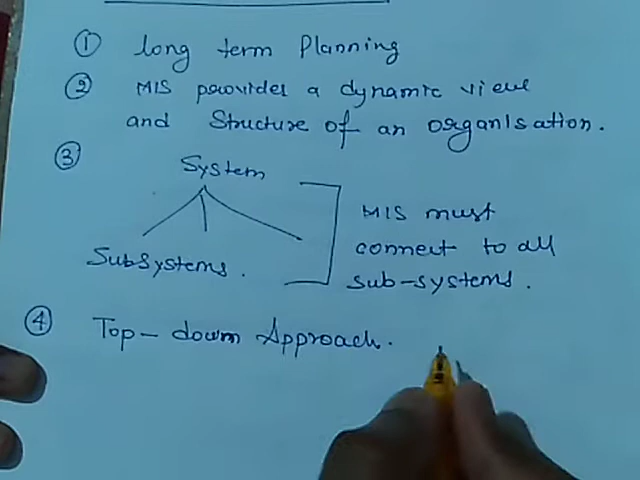 ① Long term Planning
② MIS provides a dynamic view
and Structure of an organisation.
③ System
Subsystems.
MIS must
connect to all
sub-systems.
④ Top-down Approach.